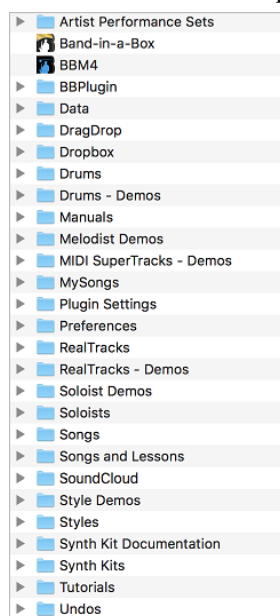 Artist Performance Sets
Band-in-a-Box
BBM4
BBPlugin
Data
DragDrop
Dropbox
Drums
Drums - Demos
Manuals
Melodist Demos
MIDI SuperTracks - Demos
MySongs
Plugin Settings
Preferences
RealTracks
RealTracks - Demos
Soloist Demos
Soloists
Songs
Songs and Lessons
SoundCloud
Style Demos
Styles
Synth Kit Documentation
Synth Kits
Tutorials
Undos